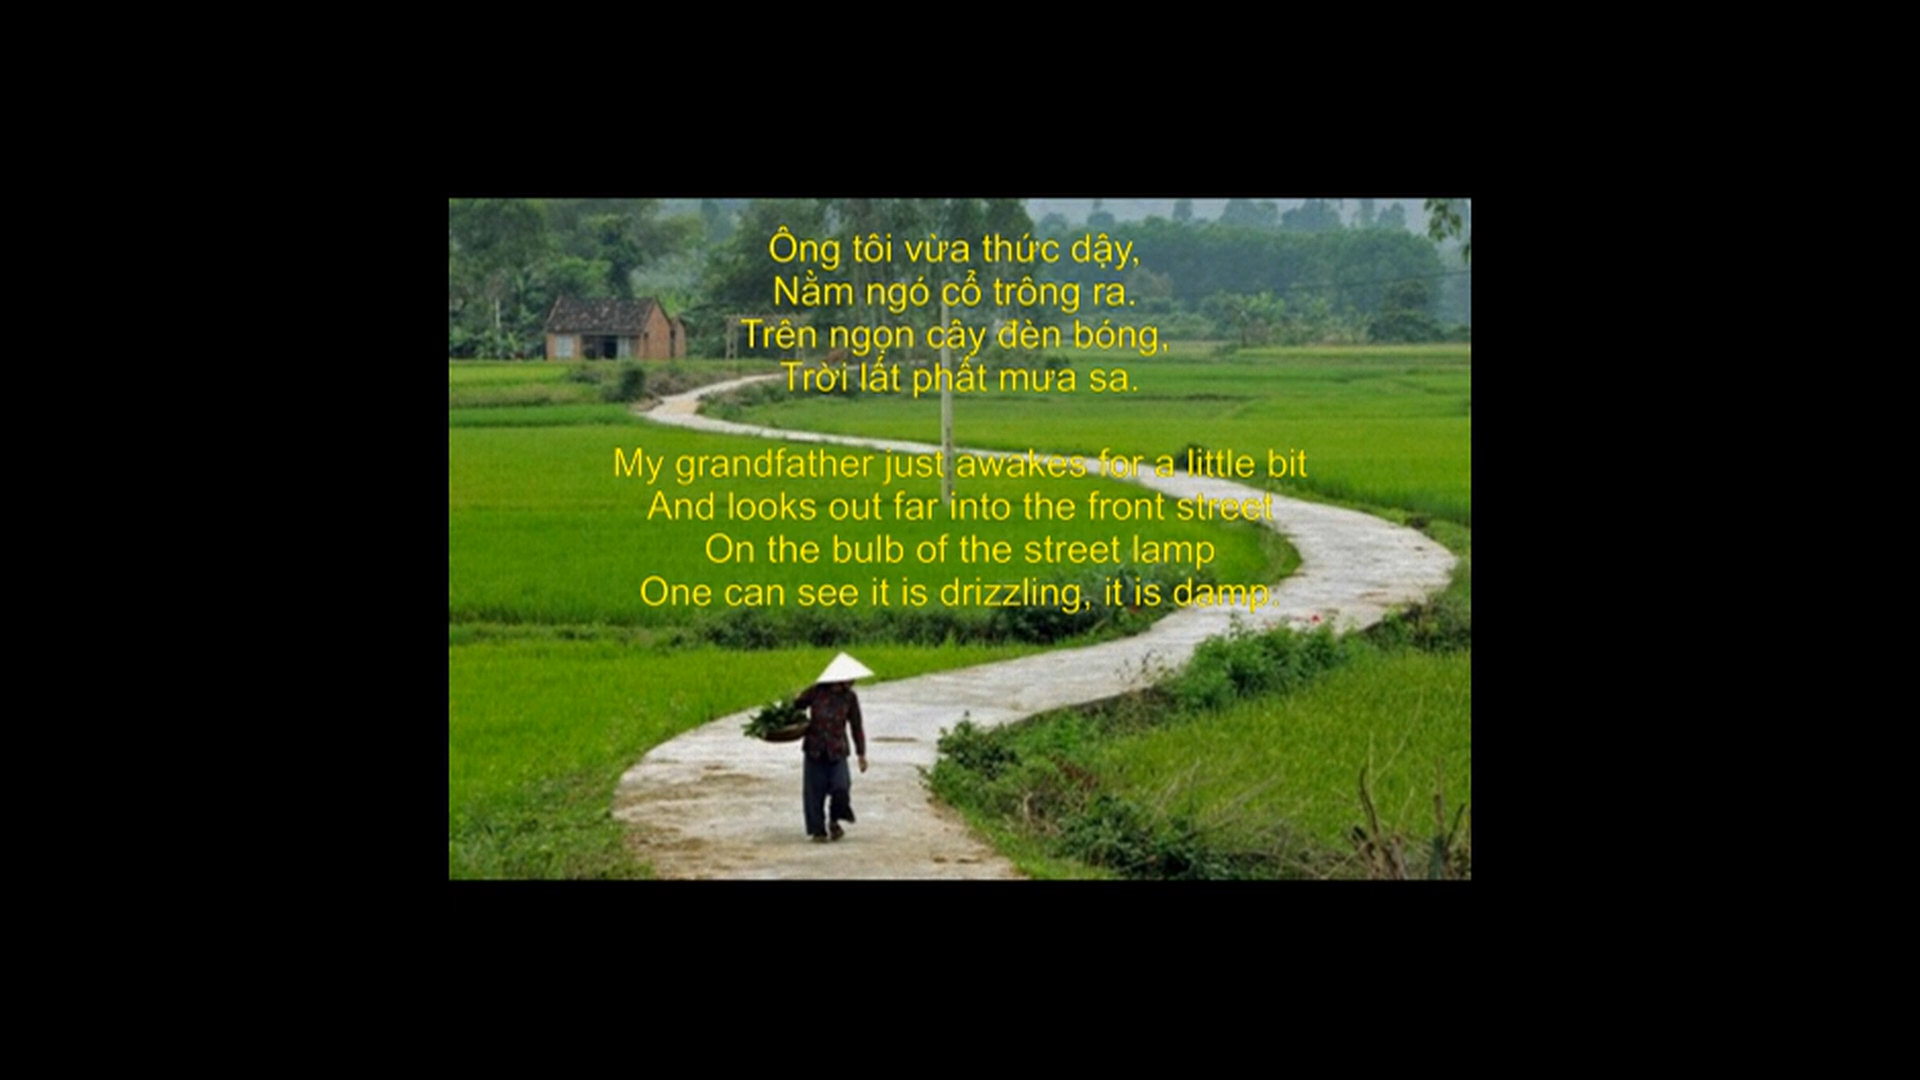 Ông tôi vừa thức dậy,
Nằm ngó cổ trông ra.
Trên ngọn cây đèn bóng,
Trời lất phất mưa sa.
My grandfather just awakes for a little bit
And looks out far into the front street
On the bulb of the street lamp
One can see it is drizzling, it is damp.